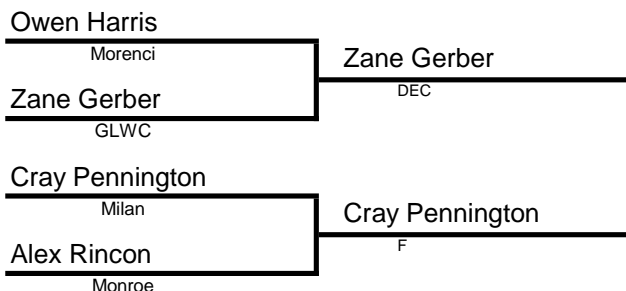 Owen Harris
Morenci
Zane Gerber
GLWC
Zane Gerber
DEC
Cray Pennington
Milan
Alex Rincon
Monroe
Cray Pennington
F